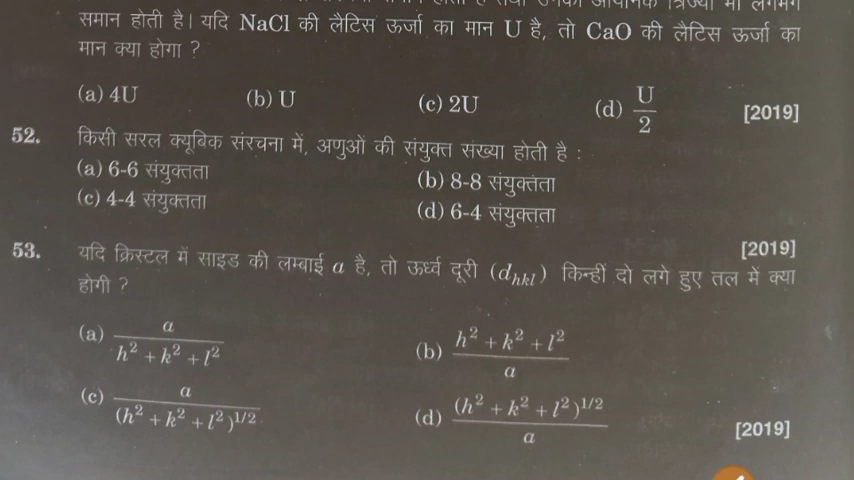 समान होती है। यदि NaCl की लैटिस ऊर्जा का मान U है, तो CaO की लैटिस ऊर्जा का
मान क्या होगा ?
(a) 4U (b) U (c) 2U (d) U/2 [2019]
52. किसी सरल क्यूबिक संरचना में, अणुओं की संयुक्त संख्या होती है :
(a) 6-6 संयुक्तता (b) 8-8 संयुक्तता
(c) 4-4 संयुक्तता (d) 6-4 संयुक्तता
[2019]
53. यदि क्रिस्टल में साइड की लम्बाई a है, तो ऊर्ध्व दूरी (d_hkl) किन्हीं दो लगे हुए तल में क्या
होगी ?
(a) a/(h² + k² + l²) (b) (h² + k² + l²)/a
(c) a/(h² + k² + l²)^1/2 (d) (h² + k² + l²)^1/2/a [2019]